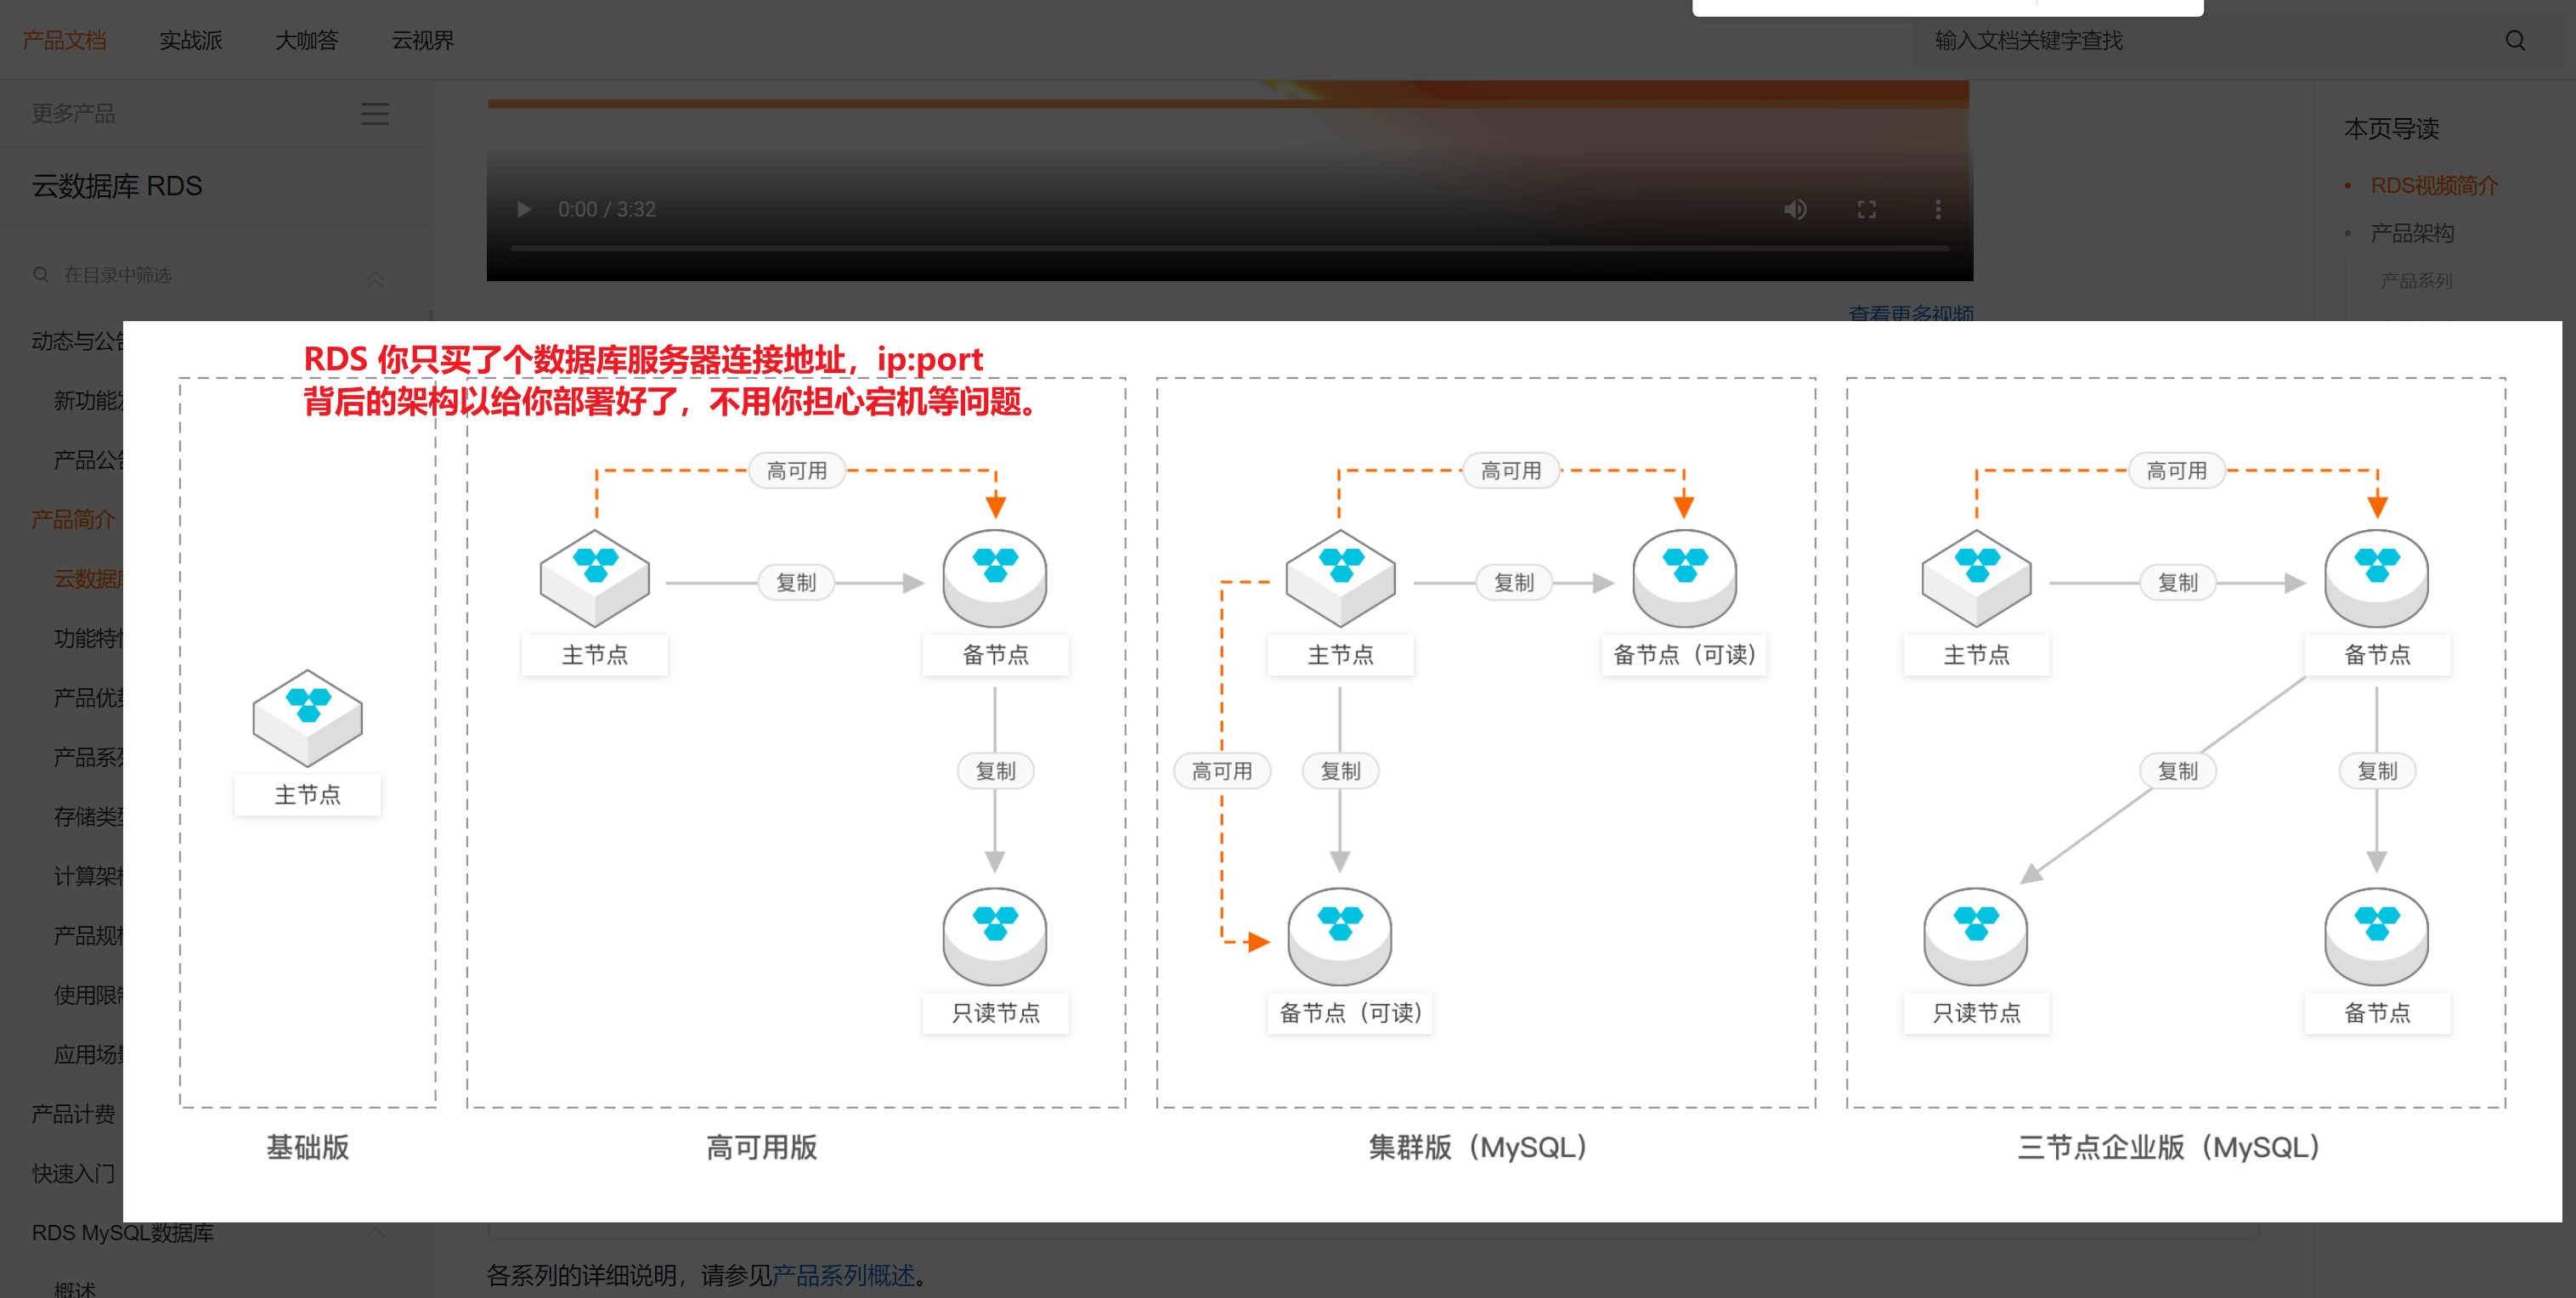 产品文档 实战派 大咖答 云视界 输入文档关键字查找
更多产品
云数据库 RDS
在目录中筛选
动态与公告
新功能发
产品公告
产品简介
云数据库
功能特性
产品优势
产品系列
存储类型
计算架构
产品规格
使用限制
应用场景
产品计费
快速入门
RDS MySQL数据库
概述
0:00 / 3:32
查看更多视频
本页导读
RDS视频简介
产品架构
产品系列
RDS 你只买了个数据库服务器连接地址，ip:port
背后的架构以给你部署好了，不用你担心宕机等问题。
主节点
基础版
高可用
主节点
复制
备节点
复制
只读节点
高可用版
高可用
主节点
复制
备节点（可读）
高可用
复制
备节点（可读）
集群版（MySQL）
高可用
主节点
复制
备节点
复制
复制
只读节点
备节点
三节点企业版（MySQL）
各系列的详细说明，请参见产品系列概述。